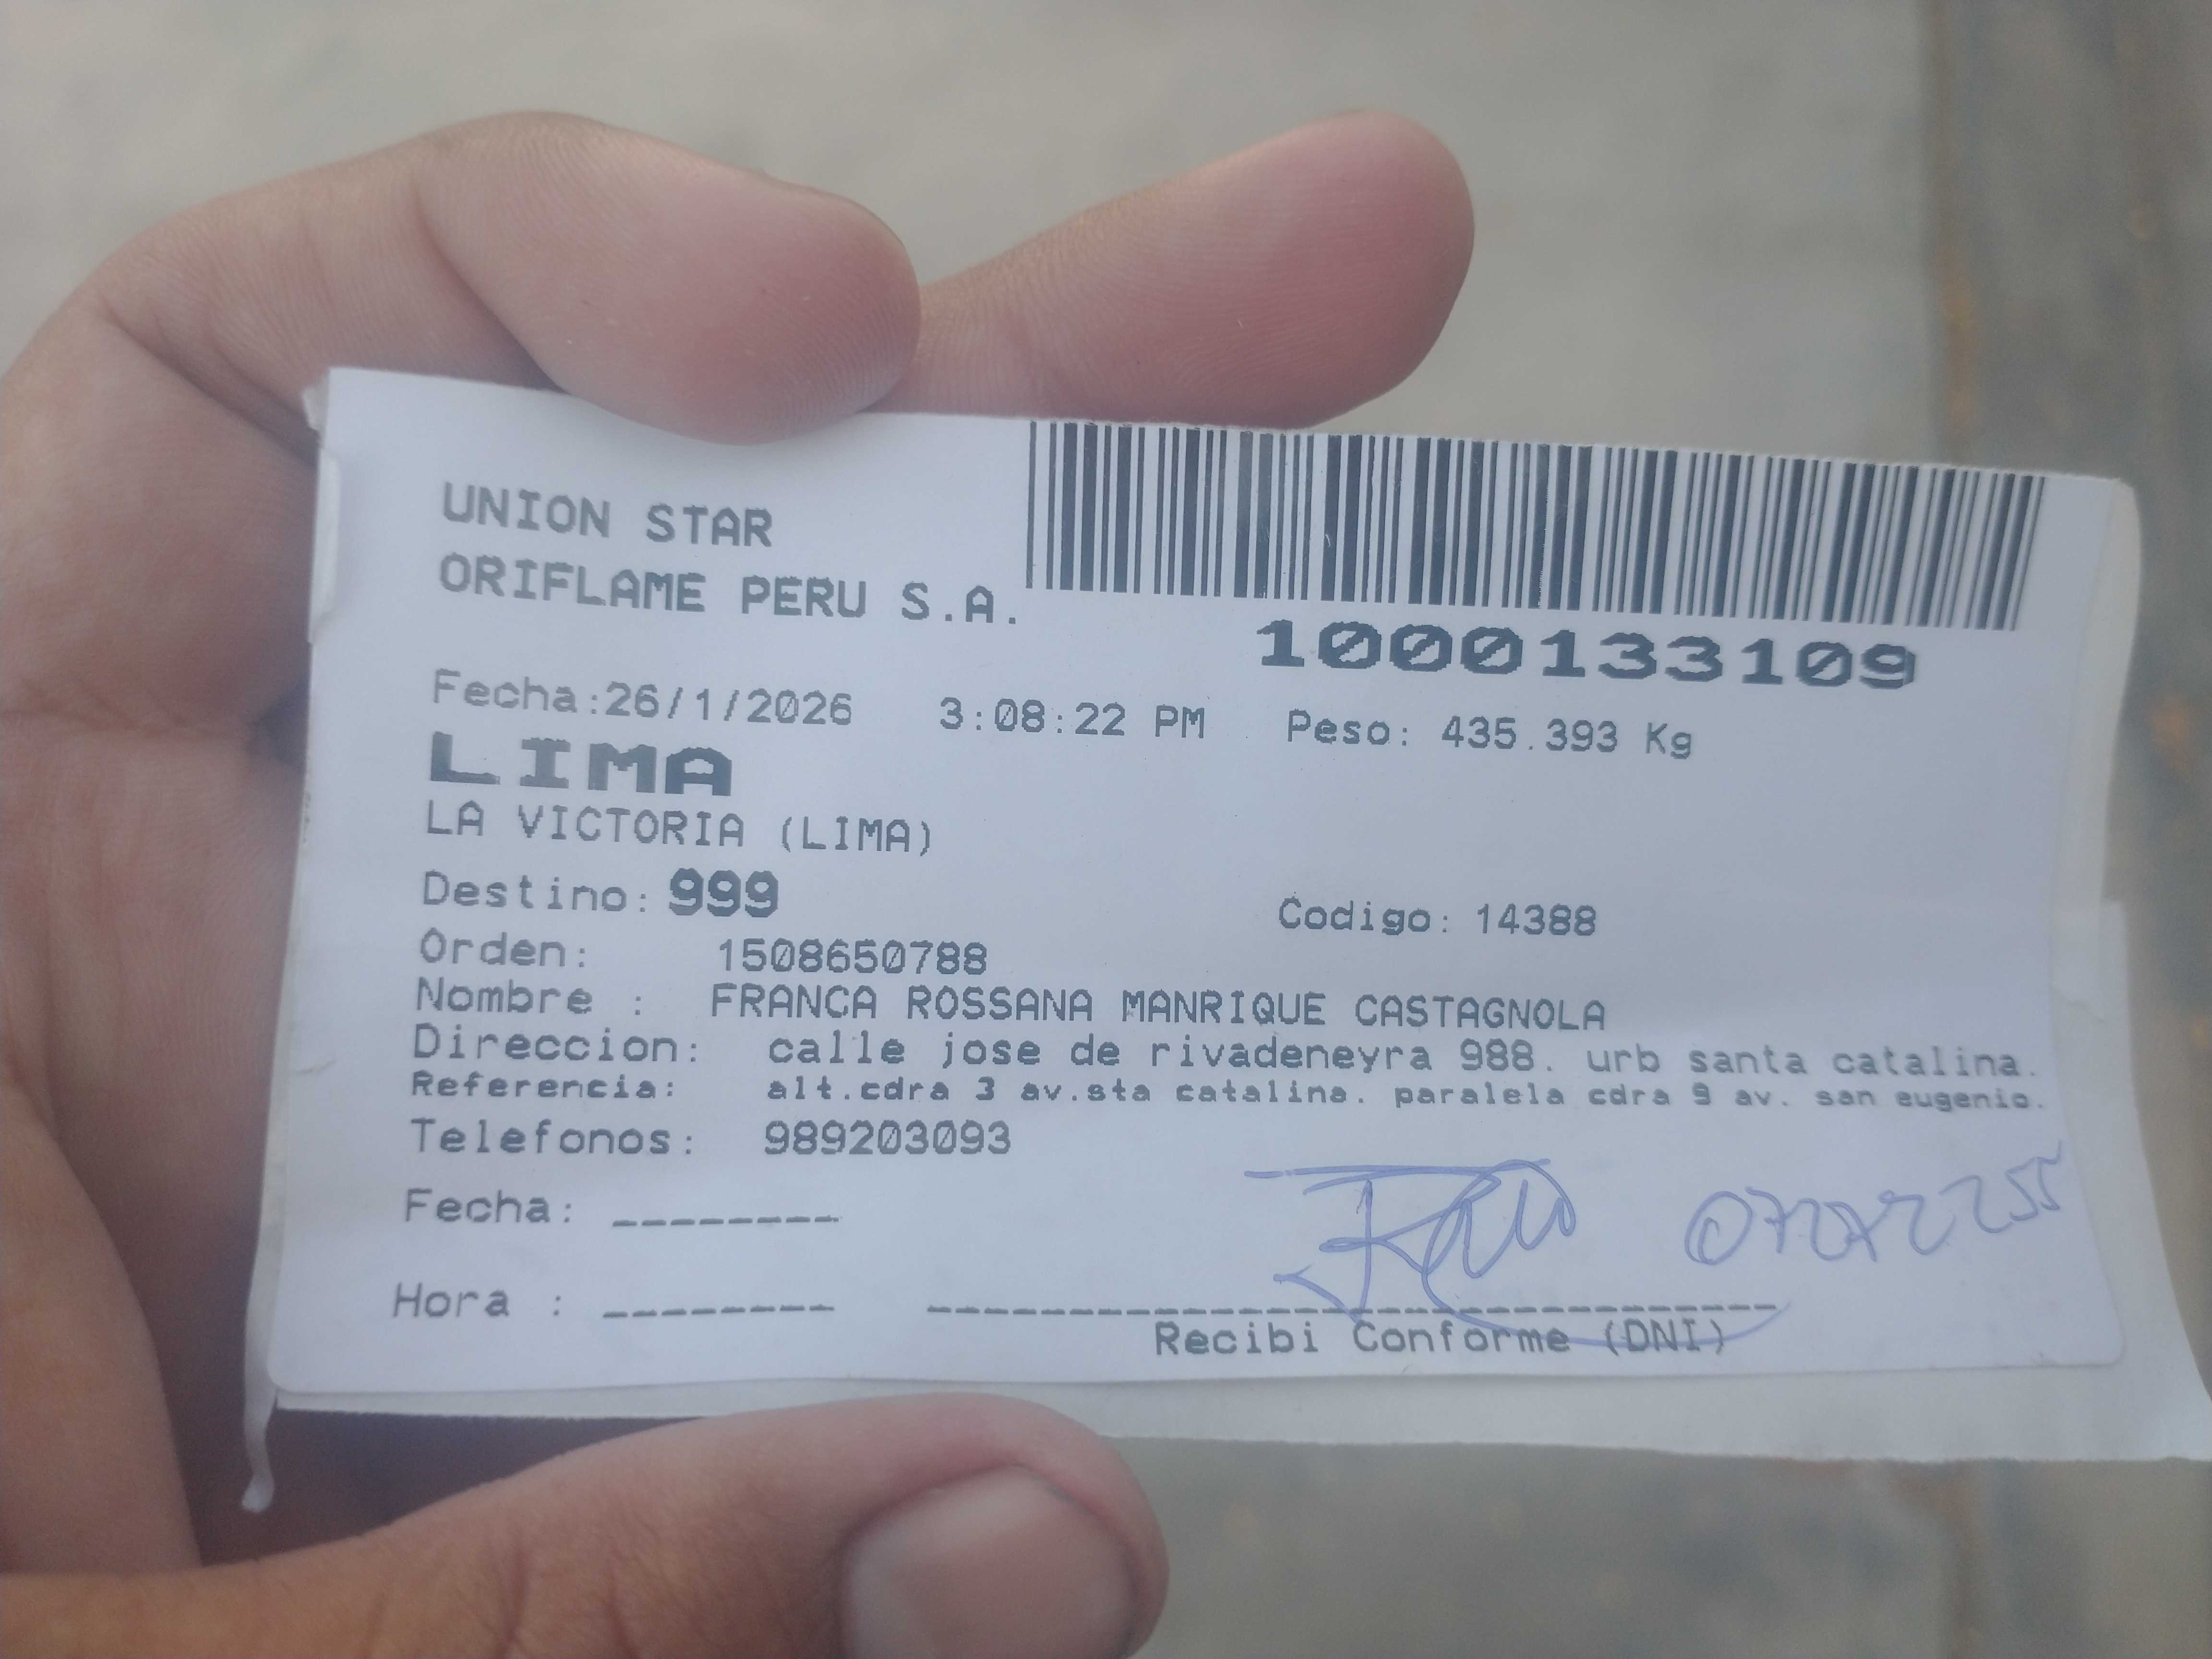 UNION STAR
ORIFLAME PERU S.A.
1000133109
Fecha:26/1/2026 3:08:22 PM Peso: 435.393 Kg
LIMA
LA VICTORIA (LIMA)
Destino: 999 Codigo: 14388
Orden: 1508650788
Nombre : FRANCA ROSSANA MANRIQUE CASTAGNOLA
Direccion: calle jose de rivadeneyra 988. urb santa catalina.
Referencia: alt.cdra 3 av.sta catalina. paralela cdra 9 av. san eugenio.
Telefonos: 989203093
Fecha: --------
Hora : --------
Recibi Conforme (DNI)